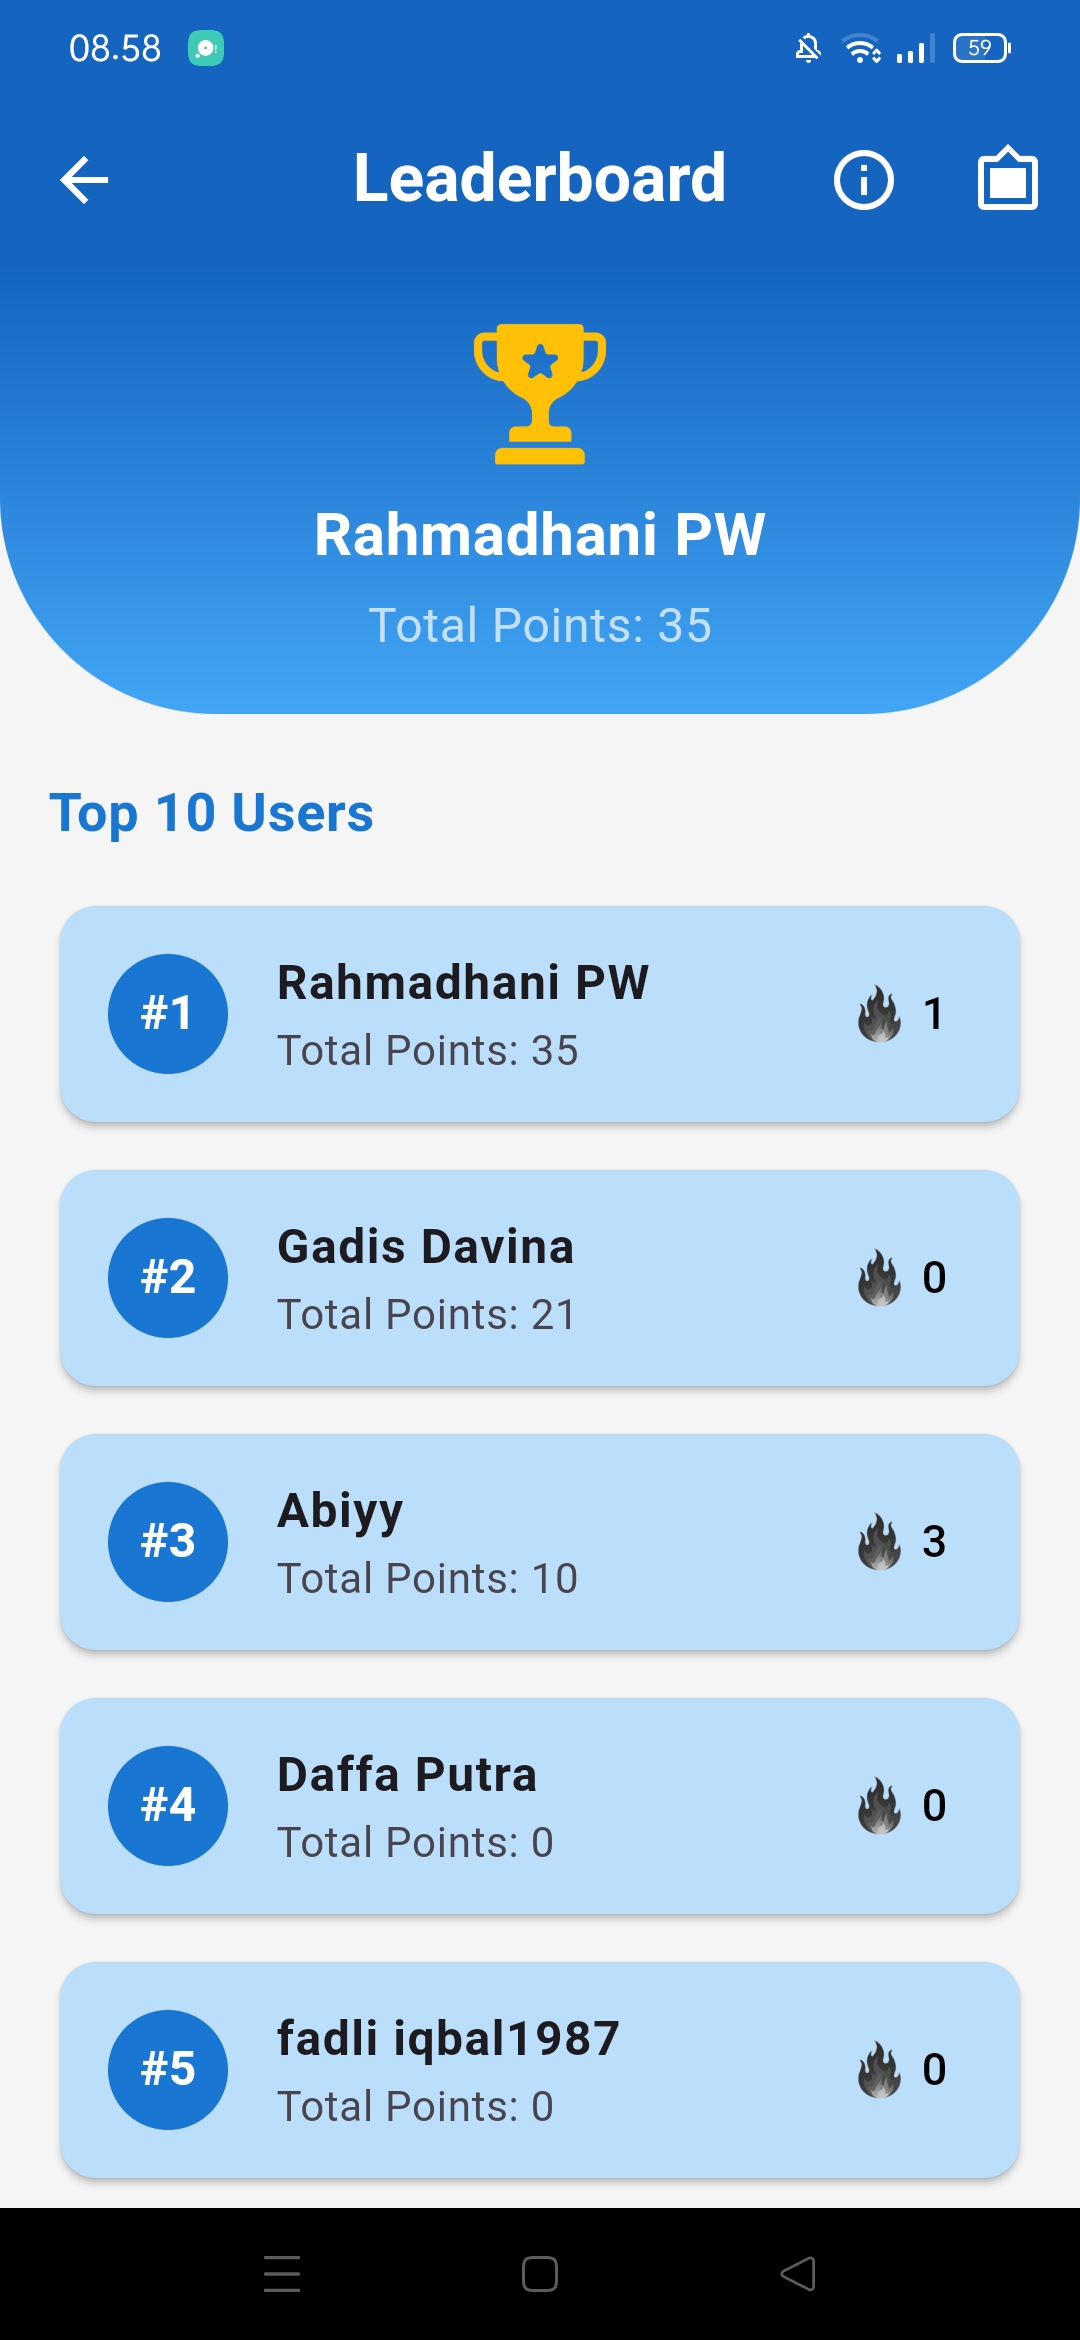 08.58
59
Leaderboard
Rahmadhani PW
Total Points: 35
Top 10 Users
#1
Rahmadhani PW
Total Points: 35
1
#2
Gadis Davina
Total Points: 21
0
#3
Abiyy
Total Points: 10
3
#4
Daffa Putra
Total Points: 0
0
#5
fadli iqbal1987
Total Points: 0
0